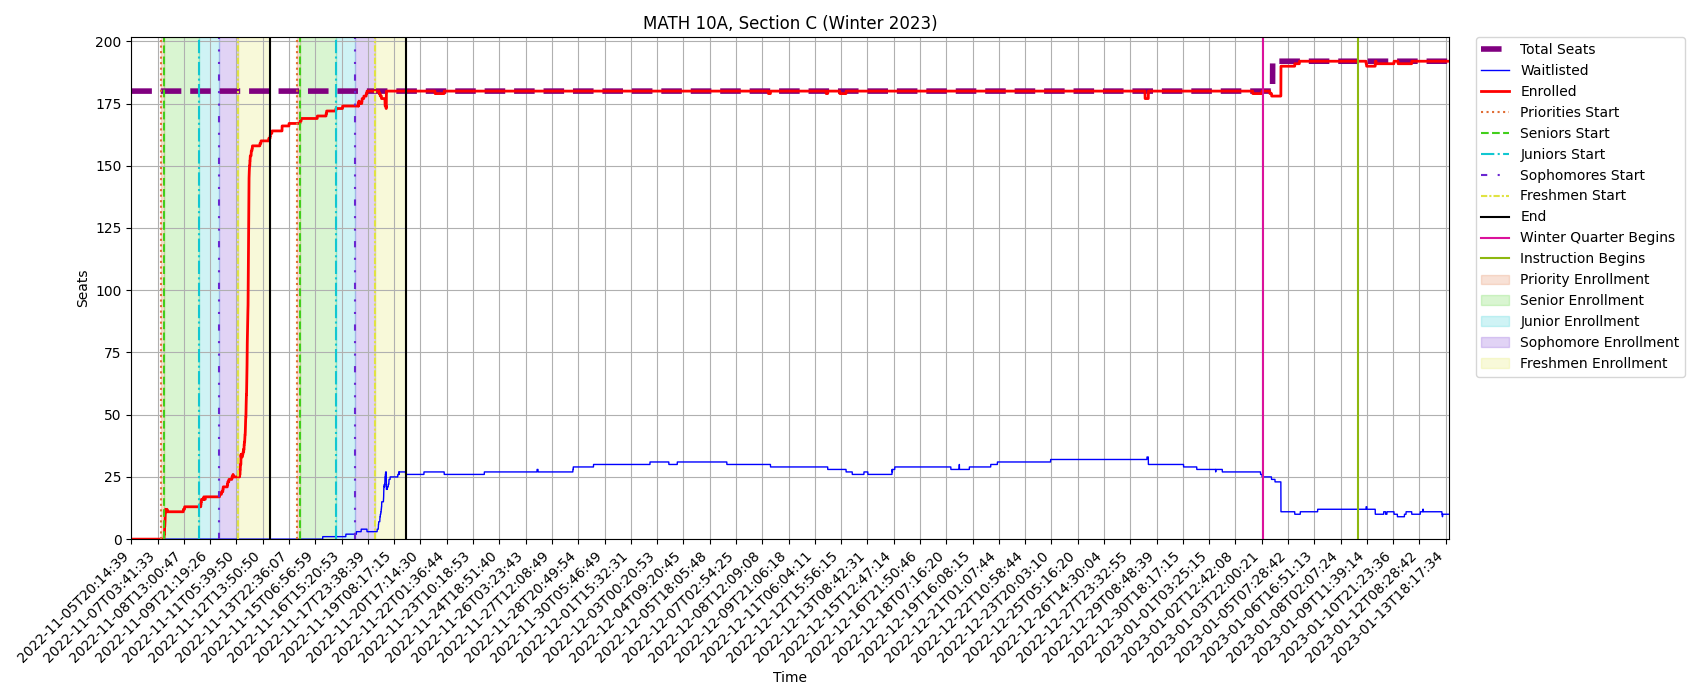 MATH 10A, Section C (Winter 2023)
200
175
150
125
100
75
50
25
0
Seats
2022-11-05T20:14:39
2022-11-07T03:41:33
2022-11-08T13:00:47
2022-11-09T21:19:26
2022-11-11T05:39:50
2022-11-12T13:50:50
2022-11-13T22:36:07
2022-11-15T06:56:59
2022-11-16T15:20:53
2022-11-17T23:38:39
2022-11-19T08:17:15
2022-11-20T17:14:30
2022-11-22T01:36:44
2022-11-23T10:18:53
2022-11-24T18:51:40
2022-11-26T03:23:43
2022-11-27T12:08:49
2022-11-28T20:49:54
2022-11-30T05:46:49
2022-12-01T15:32:31
2022-12-03T00:20:53
2022-12-04T09:20:45
2022-12-05T18:05:48
2022-12-07T02:54:25
2022-12-08T12:09:08
2022-12-09T21:06:18
2022-12-11T06:04:11
2022-12-12T15:56:15
2022-12-13T18:42:31
2022-12-15T12:47:14
2022-12-16T21:50:46
2022-12-18T07:16:20
2022-12-19T16:08:15
2022-12-21T01:07:44
2022-12-22T10:58:44
2022-12-23T20:03:10
2022-12-25T05:16:20
2022-12-26T14:30:04
2022-12-27T23:32:55
2022-12-29T08:48:39
2022-12-30T18:17:15
2023-01-01T03:25:15
2023-01-02T12:42:08
2023-01-03T22:00:21
2023-01-05T07:28:42
2023-01-06T16:51:13
2023-01-08T02:07:24
2023-01-09T11:39:14
2023-01-10T21:23:36
2023-01-12T08:28:42
2023-01-13T18:17:34
Time
Total Seats
Waitlisted
Enrolled
Priorities Start
Seniors Start
Juniors Start
Sophomores Start
Freshmen Start
End
Winter Quarter Begins
Instruction Begins
Priority Enrollment
Senior Enrollment
Junior Enrollment
Sophomore Enrollment
Freshmen Enrollment